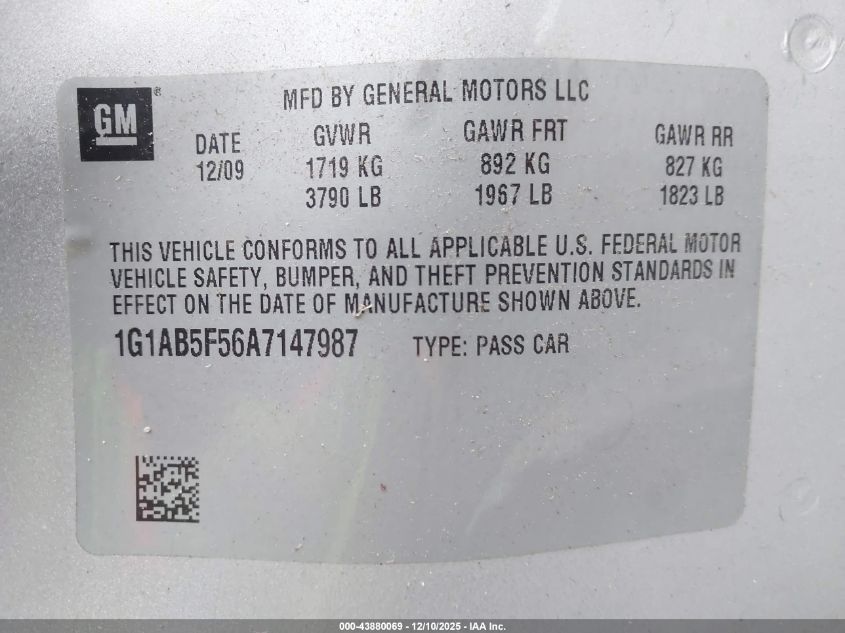 GM®
MFD BY GENERAL MOTORS LLC
DATE GVWR GAWR FRT GAWR RR
12/09 1719 KG 892 KG 827 KG
3790 LB 1967 LB 1823 LB
THIS VEHICLE CONFORMS TO ALL APPLICABLE U.S. FEDERAL MOTOR
VEHICLE SAFETY, BUMPER, AND THEFT PREVENTION STANDARDS IN
EFFECT ON THE DATE OF MANUFACTURE SHOWN ABOVE.
1G1AB5F56A7147987 TYPE: PASS CAR
000-43880069 — 12/10/2025 — IAA Inc.